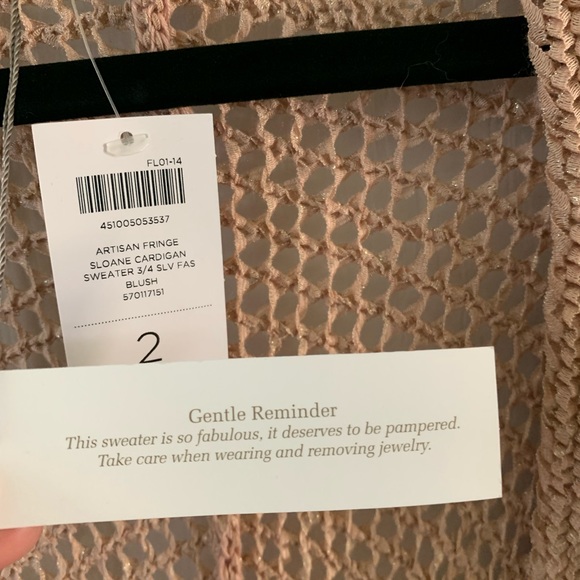 FL01-14
451005053537
ARTISAN FRINGE
SLOANE CARDIGAN
SWEATER 3/4 SLV FAS
BLUSH
570117151
2
Gentle Reminder
This sweater is so fabulous, it deserves to be pampered.
Take care when wearing and removing jewelry.